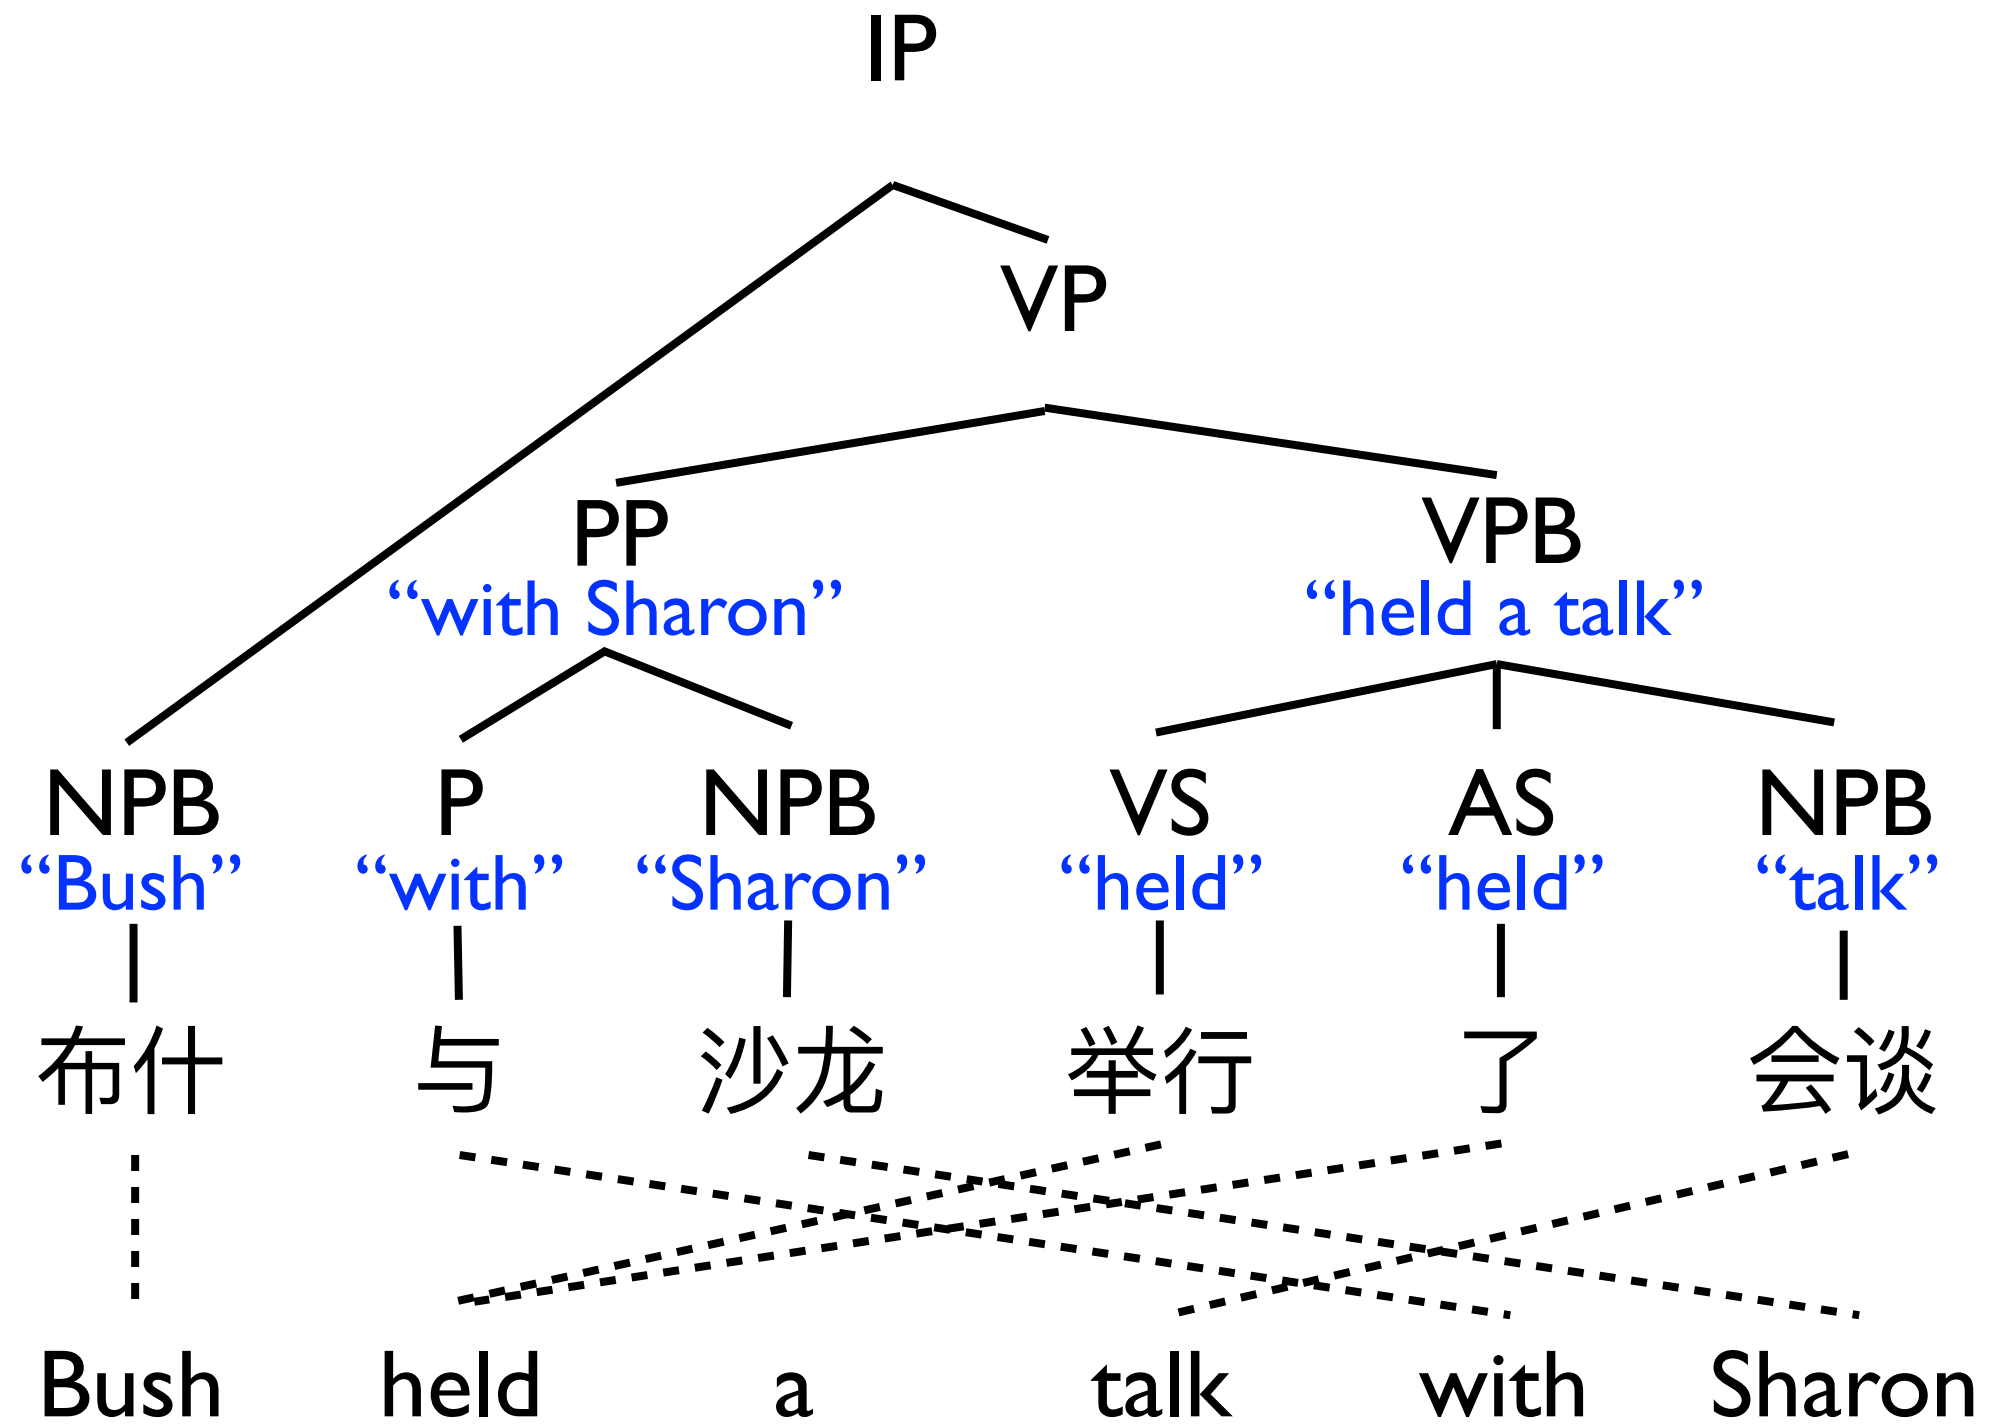 IP
VP
PP VPB
“with Sharon” “held a talk”
NPB P NPB VS AS NPB
“Bush” “with” “Sharon” “held” “held” “talk”
布什 与 沙龙 举行 了 会谈
Bush held a talk with Sharon